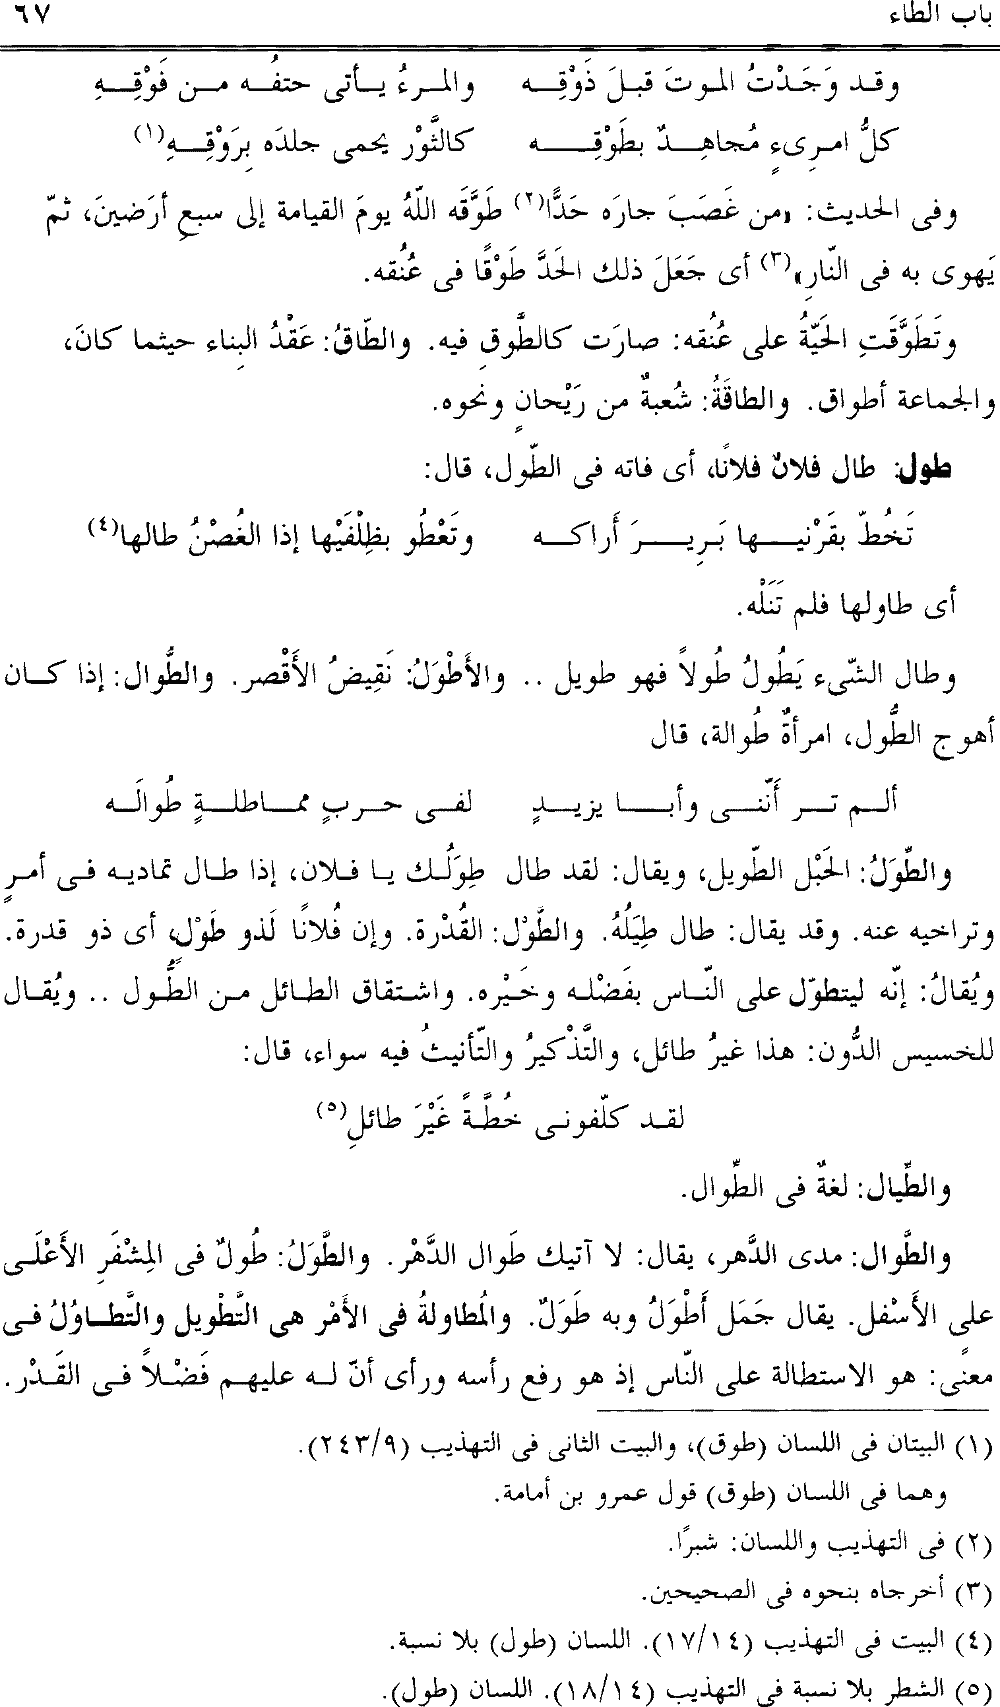 باب الطاء ٦٧
وقد وَجَدْتُ الموتَ قبلَ ذَوْقِه والمرءُ يأتى حتفُه من فَوْقِهِ
كلُّ امرِىءٍ مُجاهِدٌ بطَوْقِه كالثَّوْر يحمى جلدَه بِرَوْقِهِ(١)
وفى الحديث: «من غَصَبَ جارَه حَدًّا(٢) طَوَّقَه اللّهُ يومَ القيامة إلى سبعِ أرَضينَ، ثمّ
يَهوى به فى النّارِ»(٣) أى جَعَلَ ذلك الحَدَّ طَوْقًا فى عُنُقه.
وتَطَوَّقَتِ الحَيّةُ على عُنُقه: صارَت كالطَّوقِ فيه. والطّاقُ: عَقْدُ البِناء حيثما كانَ،
والجماعة أطواق. والطاقَةُ: شُعبةٌ من رَيْحانٍ ونحوه.
طول: طال فلانٌ فلانًا، أى فاته فى الطّول، قال:
تَخُطّ بقَرْنيها بَرِيرَ أَراكه وتَعْطُو بظِلْفَيْها إذا الغُصْنُ طالها(٤)
أى طاولها فلم تَنَلْه.
وطال الشّىء يَطُولُ طُولاً فهو طويل .. والأَطْوَلُ: نَقِيضُ الأَقْصر. والطُّوال: إذا كان
أهوج الطُّول، امرأةٌ طُوالة، قال
ألم تر أَنّنى وأبا يزيدٍ لفى حربٍ مماطلةٍ طُوالَه
والطِّوَلُ: الحَبْل الطّويل، ويقال: لقد طال طِوَلُك يا فلان، إذا طال تماديه فى أمرٍ
وتراخيه عنه. وقد يقال: طال طِيَلُهُ. والطَّوْل: القُدْرة. وإن فُلانًا لَذو طَوْلٍ، أى ذو قدرة.
ويُقالُ: إنّه ليتطوّل على النّاس بفَضْله وخَيْره. واشتقاق الطائل من الطُّول .. ويُقال
للخسيس الدُّون: هذا غيرُ طائل، والتَّذْكيرُ والتّأنيثُ فيه سواء، قال:
لقد كلّفونى خُطَّةً غَيْرَ طائلِ(٥)
والطِّيال: لغةٌ فى الطِّوال.
والطَّوال: مدى الدَّهر، يقال: لا آتيك طَوال الدَّهْر. والطَّوَلُ: طُولٌ فى المِشْفَرِ الأَعْلَى
على الأَسْفل. يقال جَمَل أَطْوَلُ وبه طَوَلٌ. والمُطاولةُ فى الأَمْر هى التَّطْويل والتَّطاوُلُ فى
معنًى: هو الاستطالة على النّاس إذ هو رفع رأسه ورأى أنّ له عليهم فَضْلاً فى القَدْر.
(١) البيتان فى اللسان (طوق)، والبيت الثانى فى التهذيب (٢٤٣/٩).
وهما فى اللسان (طوق) قول عمرو بن أمامة.
(٢) فى التهذيب واللسان: شبرًا.
(٣) أخرجاه بنحوه فى الصحيحين.
(٤) البيت فى التهذيب (١٧/١٤). اللسان (طول) بلا نسبة.
(٥) الشطر بلا نسبة فى التهذيب (١٨/١٤). اللسان (طول).